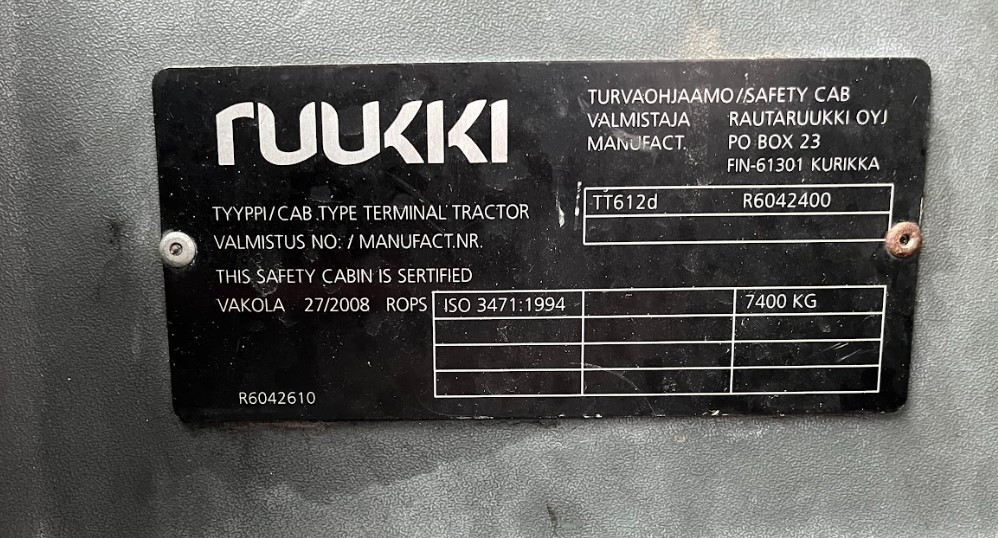 RUUKKI
TURVAOHJAAMO/SAFETY CAB
VALMISTAJA RAUTARUUKKI OYJ
MANUFACT. PO BOX 23
FIN-61301 KURIKKA
TYYPPI/CAB.TYPE TERMINAL TRACTOR TT612d R6042400
VALMISTUS NO: / MANUFACT.NR.
THIS SAFETY CABIN IS SERTIFIED
VAKOLA 27/2008 ROPS ISO 3471:1994 7400 KG
R6042610